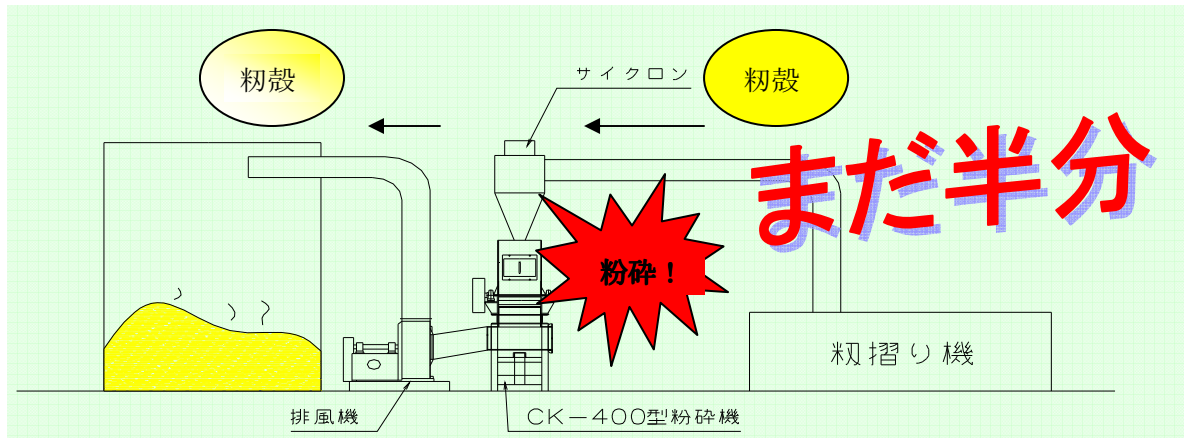 籾殻
サイクロン
籾殻
まだ半分
粉砕！
籾摺り機
排風機
CK－400型粉砕機